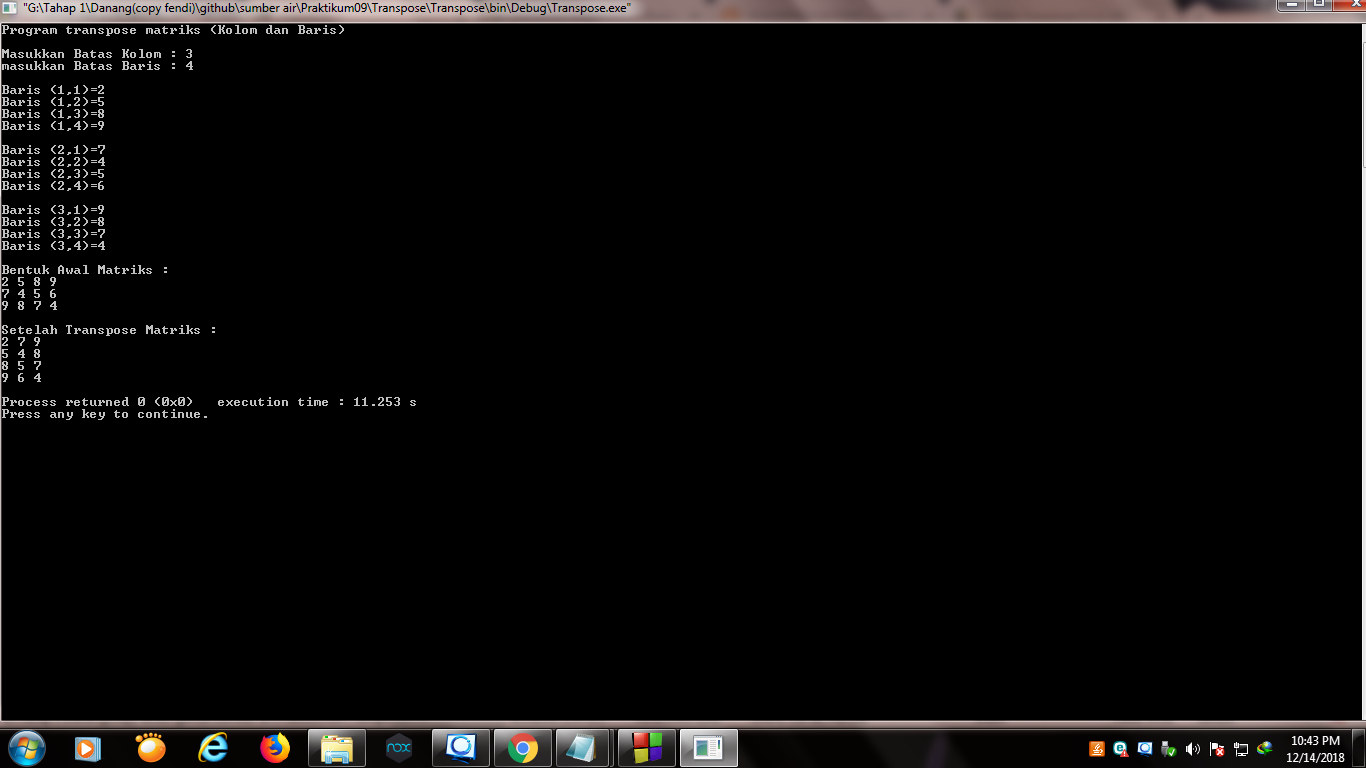 "G:\Tahap 1\Danang(copy fendi)\github\sumber air\Praktikum09\Transpose\Transpose\bin\Debug\Transpose.exe"
Program transpose matriks (Kolom dan Baris)
Masukkan Batas Kolom : 3
masukkan Batas Baris : 4
Baris (1,1)=2
Baris (1,2)=5
Baris (1,3)=8
Baris (1,4)=9
Baris (2,1)=7
Baris (2,2)=4
Baris (2,3)=5
Baris (2,4)=6
Baris (3,1)=9
Baris (3,2)=8
Baris (3,3)=7
Baris (3,4)=4
Bentuk Awal Matriks :
2 5 8 9
7 4 5 6
9 8 7 4
Setelah Transpose Matriks :
2 7 9
5 4 8
8 5 7
9 6 4
Process returned 0 (0x0)   execution time : 11.253 s
Press any key to continue.
nox
10:43 PM
12/14/2018